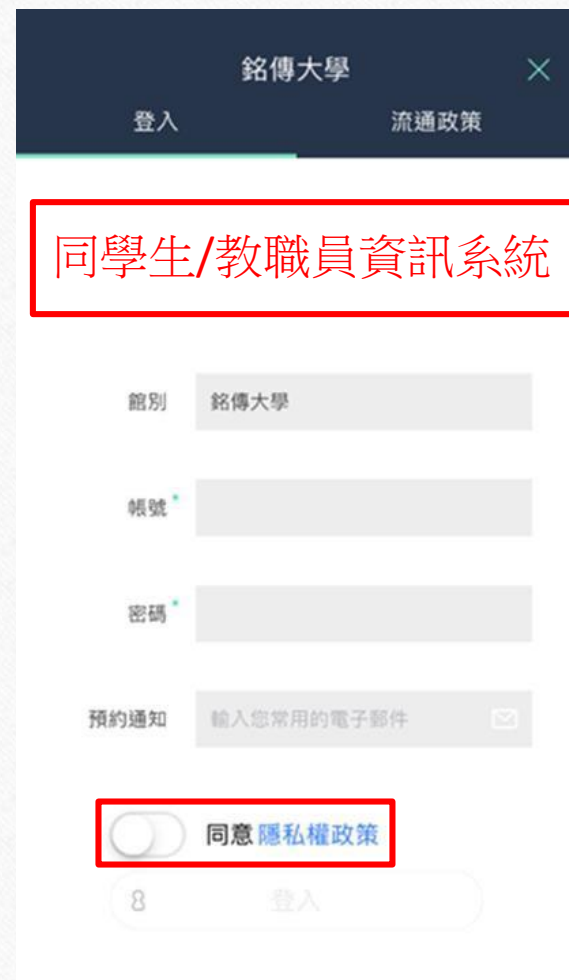 銘傳大學
登入 流通政策
同學生/教職員資訊系統
館別 銘傳大學
帳號
密碼
預約通知 輸入您常用的電子郵件
同意 隱私權政策
登入